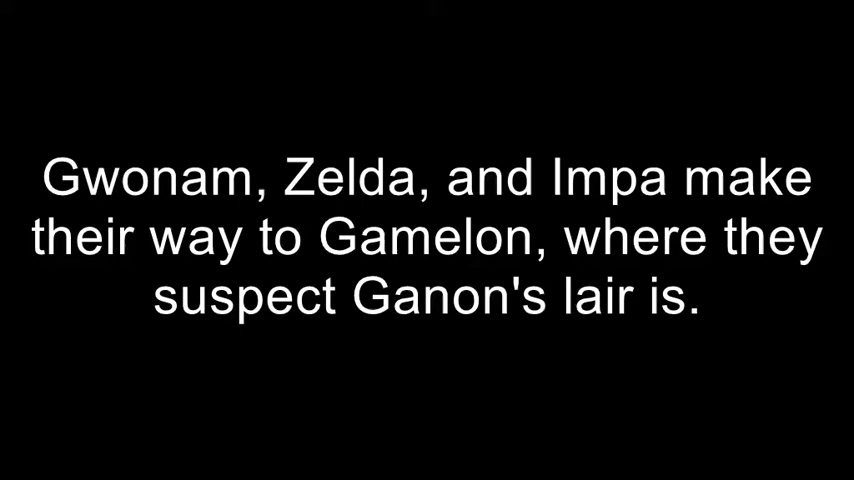 Gwonam, Zelda, and Impa make
their way to Gamelon, where they
suspect Ganon's lair is.